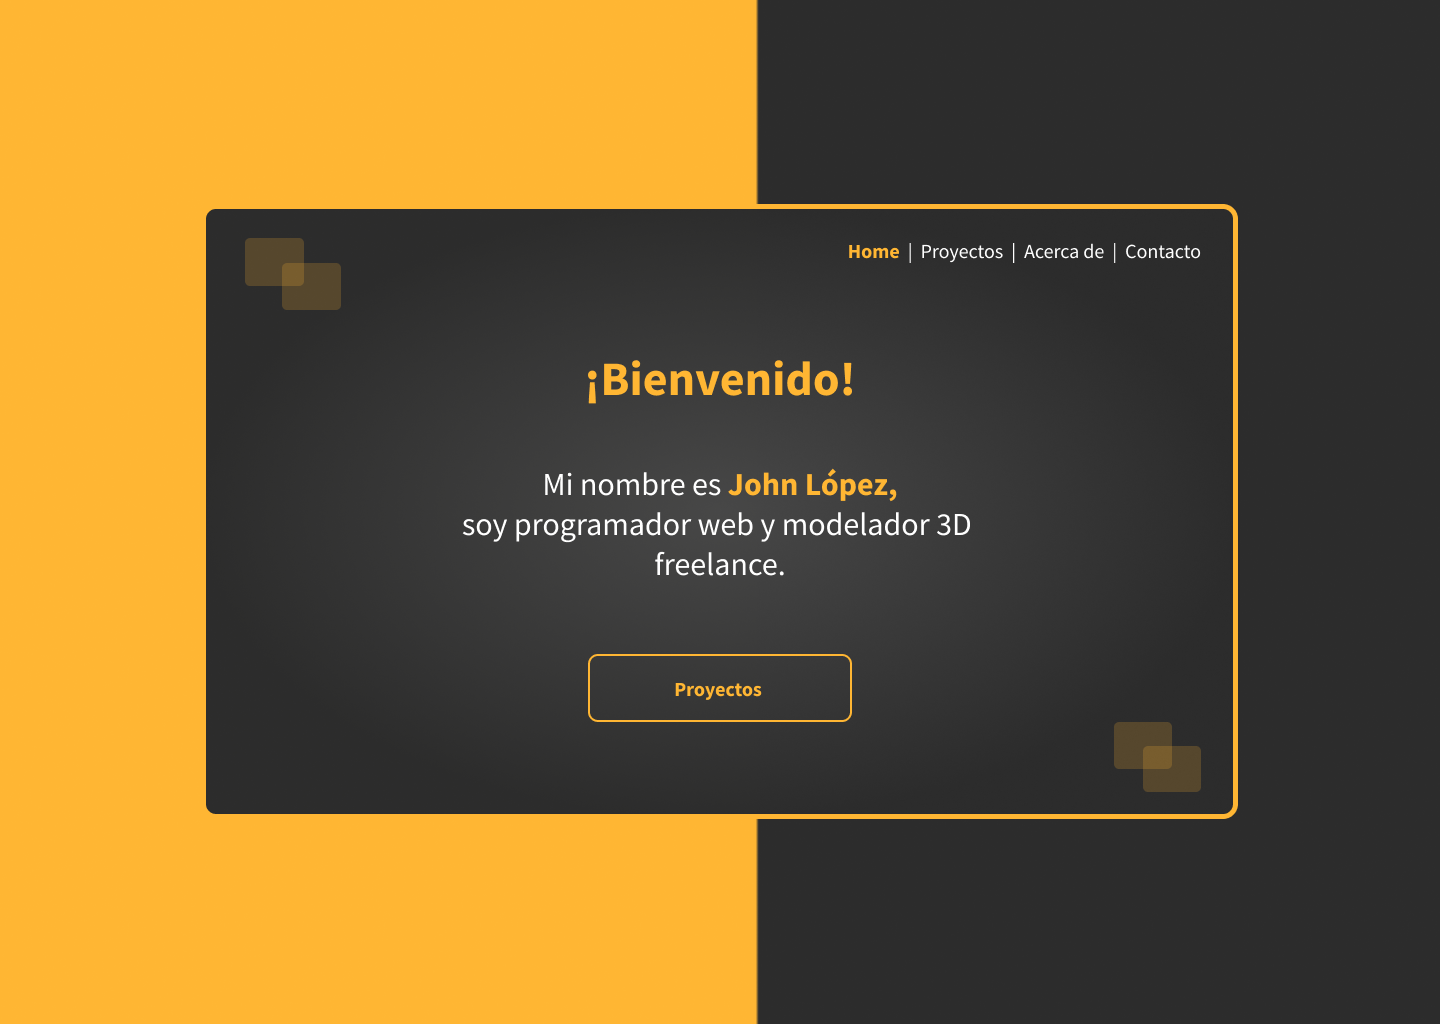 Home | Proyectos | Acerca de | Contacto
¡Bienvenido!
Mi nombre es John López,
soy programador web y modelador 3D
freelance.
Proyectos